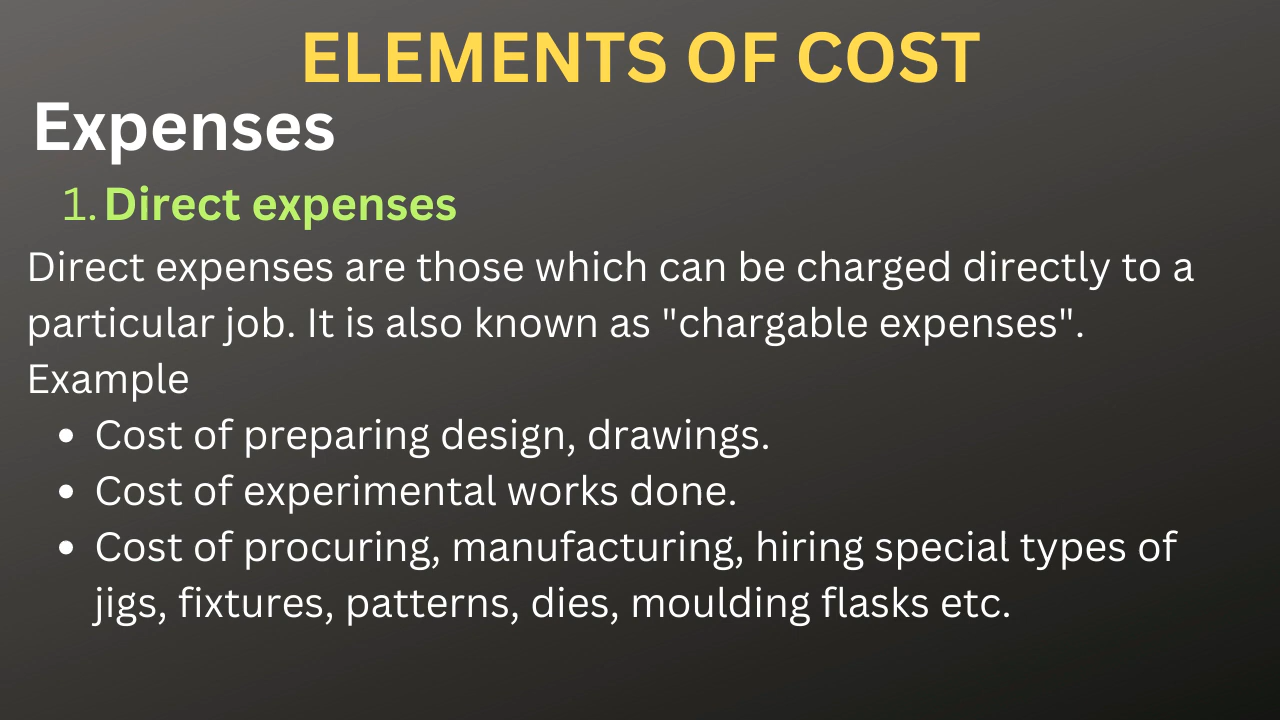 ELEMENTS OF COST
Expenses
1. Direct expenses
Direct expenses are those which can be charged directly to a
particular job. It is also known as "chargable expenses".
Example
• Cost of preparing design, drawings.
• Cost of experimental works done.
• Cost of procuring, manufacturing, hiring special types of
jigs, fixtures, patterns, dies, moulding flasks etc.